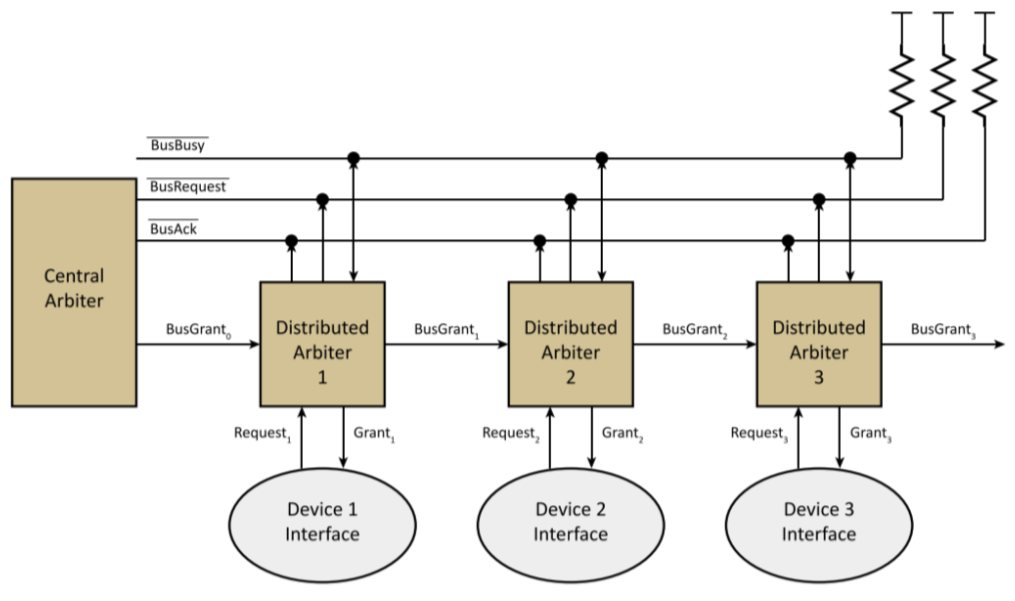 BusBusy
BusRequest
BusAck
Central
Arbiter
BusGrant₀
Distributed
Arbiter
1
BusGrant₁
Distributed
Arbiter
2
BusGrant₂
Distributed
Arbiter
3
BusGrant₃
Request₁
Grant₁
Request₂
Grant₂
Request₃
Grant₃
Device 1
Interface
Device 2
Interface
Device 3
Interface